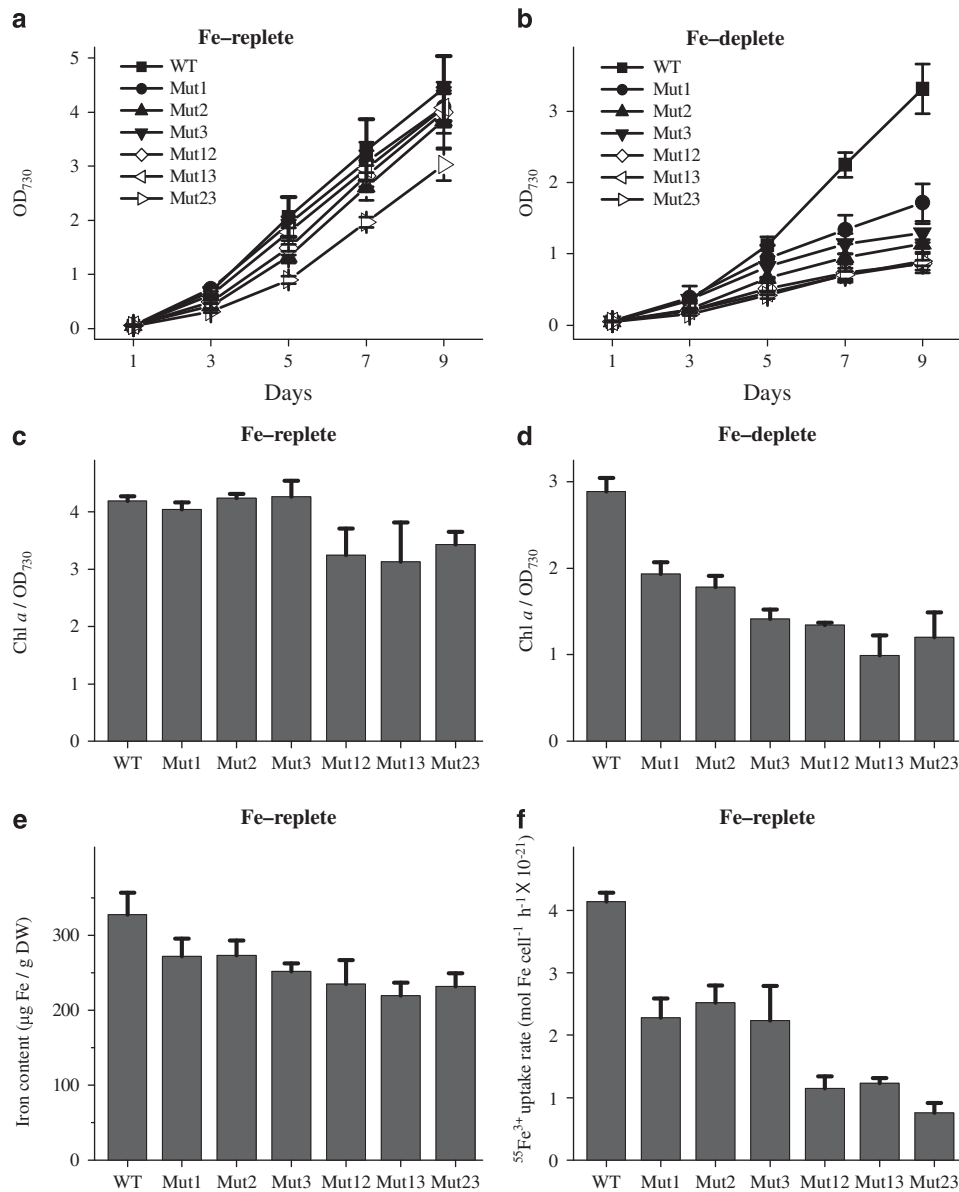 a
Fe–replete
WT
Mut1
Mut2
Mut3
Mut12
Mut13
Mut23
OD730
5
4
3
2
1
0
1 3 5 7 9
Days
b
Fe–deplete
WT
Mut1
Mut2
Mut3
Mut12
Mut13
Mut23
OD730
3
2
1
0
1 3 5 7 9
Days
c
Fe–replete
Chl a / OD730
4
3
2
1
0
WT Mut1 Mut2 Mut3 Mut12 Mut13 Mut23
d
Fe–deplete
Chl a / OD730
3
2
1
0
WT Mut1 Mut2 Mut3 Mut12 Mut13 Mut23
e
Fe–replete
Iron content (µg Fe / g DW)
300
200
100
0
WT Mut1 Mut2 Mut3 Mut12 Mut13 Mut23
f
Fe–replete
55Fe3+ uptake rate (mol Fe cell-1 h-1 X 10-21)
4
3
2
1
0
WT Mut1 Mut2 Mut3 Mut12 Mut13 Mut23